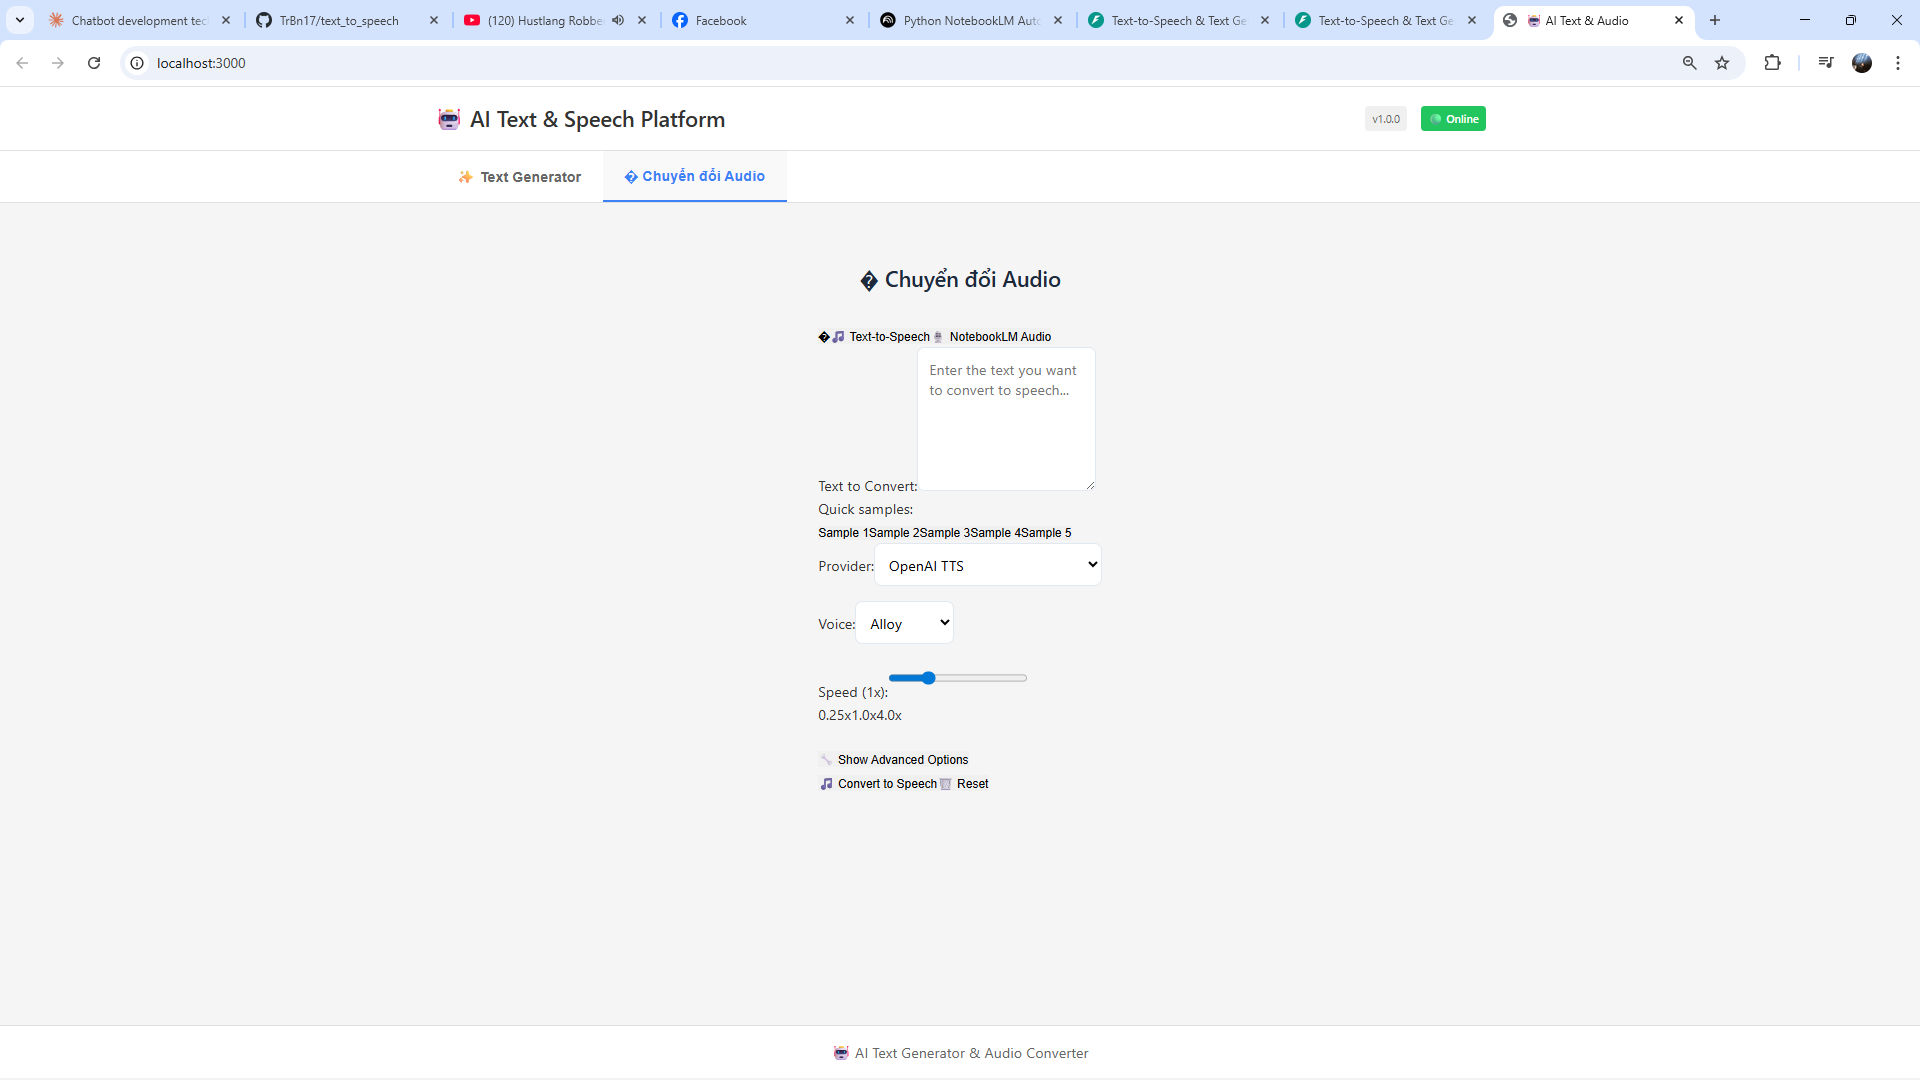 Chatbot development tec
TrBn17/text_to_speech
(120) Hustlang Robbe
Facebook
Python NotebookLM Auto
Text-to-Speech & Text Ge
Text-to-Speech & Text Ge
🤖 AI Text & Audio
localhost:3000
🤖 AI Text & Speech Platform
v1.0.0
Online
✨ Text Generator
� Chuyển đổi Audio
� Chuyển đổi Audio
�🎵 Text-to-Speech🎙️ NotebookLM Audio
Enter the text you want
to convert to speech...
Text to Convert:
Quick samples:
Sample 1Sample 2Sample 3Sample 4Sample 5
Provider: OpenAI TTS
Voice: Alloy
Speed (1x):
0.25x1.0x4.0x
🔧 Show Advanced Options
🎵 Convert to Speech🗑️ Reset
🤖 AI Text Generator & Audio Converter